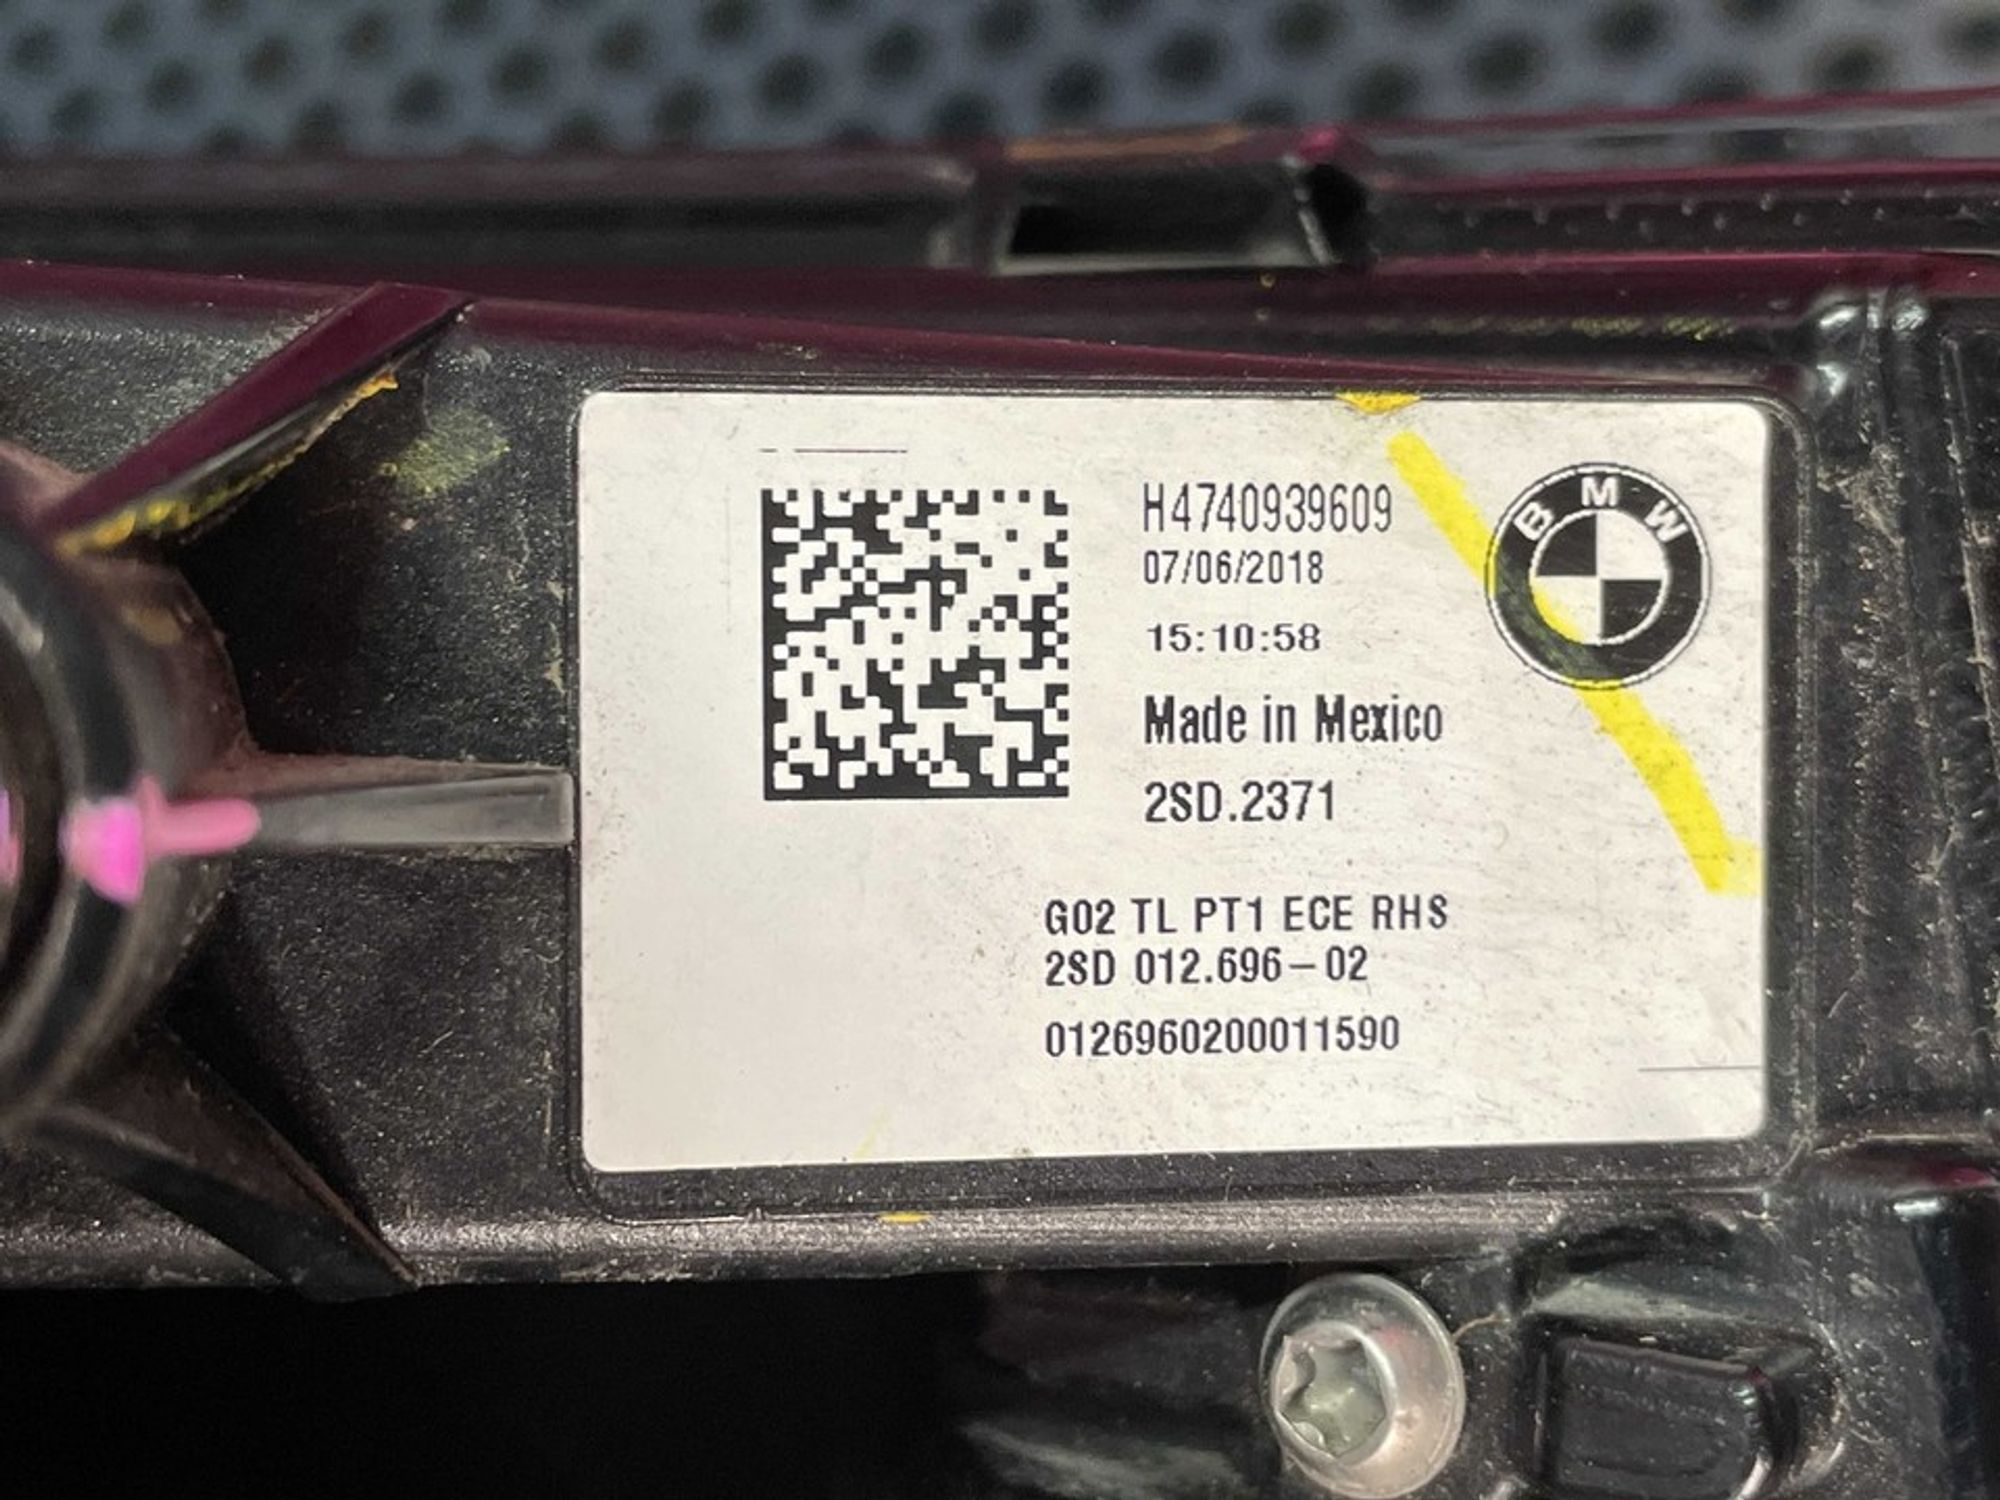 H4740939609
07/06/2018
BMW
15:10:58
Made in Mexico
2SD.2371
G02 TL PT1 ECE RHS
2SD 012.696-02
0126960200011590